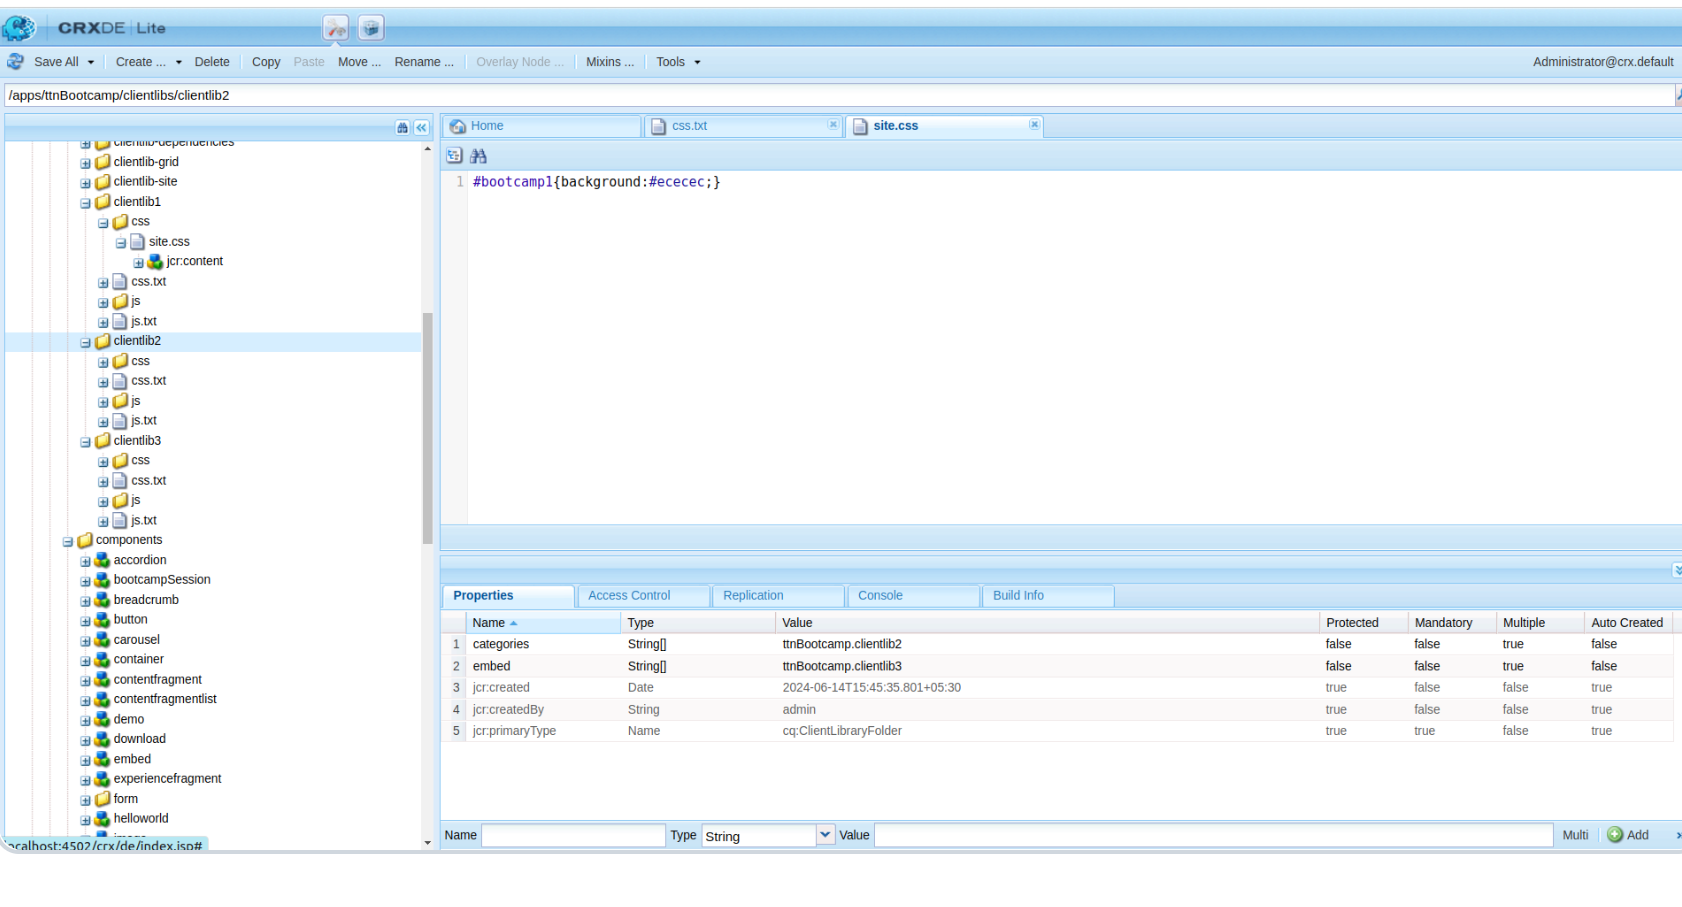 CRXDE | Lite
Save All Create ... Delete Copy Paste Move ... Rename ... Overlay Node ... Mixins ... Tools Administrator@crx.default
/apps/ttnBootcamp/clientlibs/clientlib2
clientlib-dependencies
clientlib-grid
clientlib-site
clientlib1
css
site.css
jcr:content
css.txt
js
js.txt
clientlib2
css
css.txt
js
js.txt
clientlib3
css
css.txt
js
js.txt
components
accordion
bootcampSession
breadcrumb
button
carousel
container
contentfragment
contentfragmentlist
demo
download
embed
experiencefragment
form
helloworld
image
localhost:4502/crx/de/index.jsp#
Home css.txt site.css
1 #bootcamp1{background:#ececec;}
Properties Access Control Replication Console Build Info
Name Type Value Protected Mandatory Multiple Auto Created
1 categories String[] ttnBootcamp.clientlib2 false false true false
2 embed String[] ttnBootcamp.clientlib3 false false true false
3 jcr:created Date 2024-06-14T15:45:35.801+05:30 true false false true
4 jcr:createdBy String admin true false false true
5 jcr:primaryType Name cq:ClientLibraryFolder true true false true
Name Type String Value Multi Add